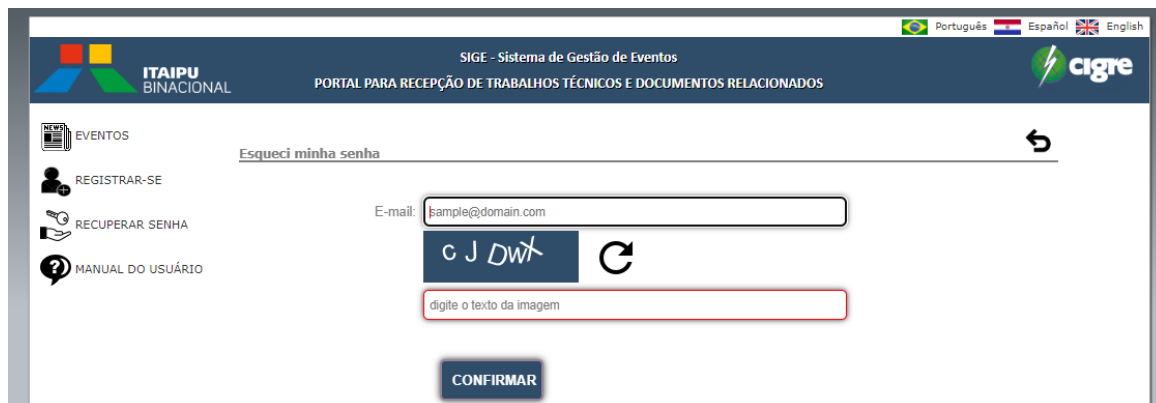 Português Español English
ITAIPU
BINACIONAL
SIGE - Sistema de Gestão de Eventos
PORTAL PARA RECEPÇÃO DE TRABALHOS TÉCNICOS E DOCUMENTOS RELACIONADOS
cigre
NEWS
EVENTOS
REGISTRAR-SE
RECUPERAR SENHA
MANUAL DO USUÁRIO
Esqueci minha senha
E-mail: sample@domain.com
c J DwX
digite o texto da imagem
CONFIRMAR